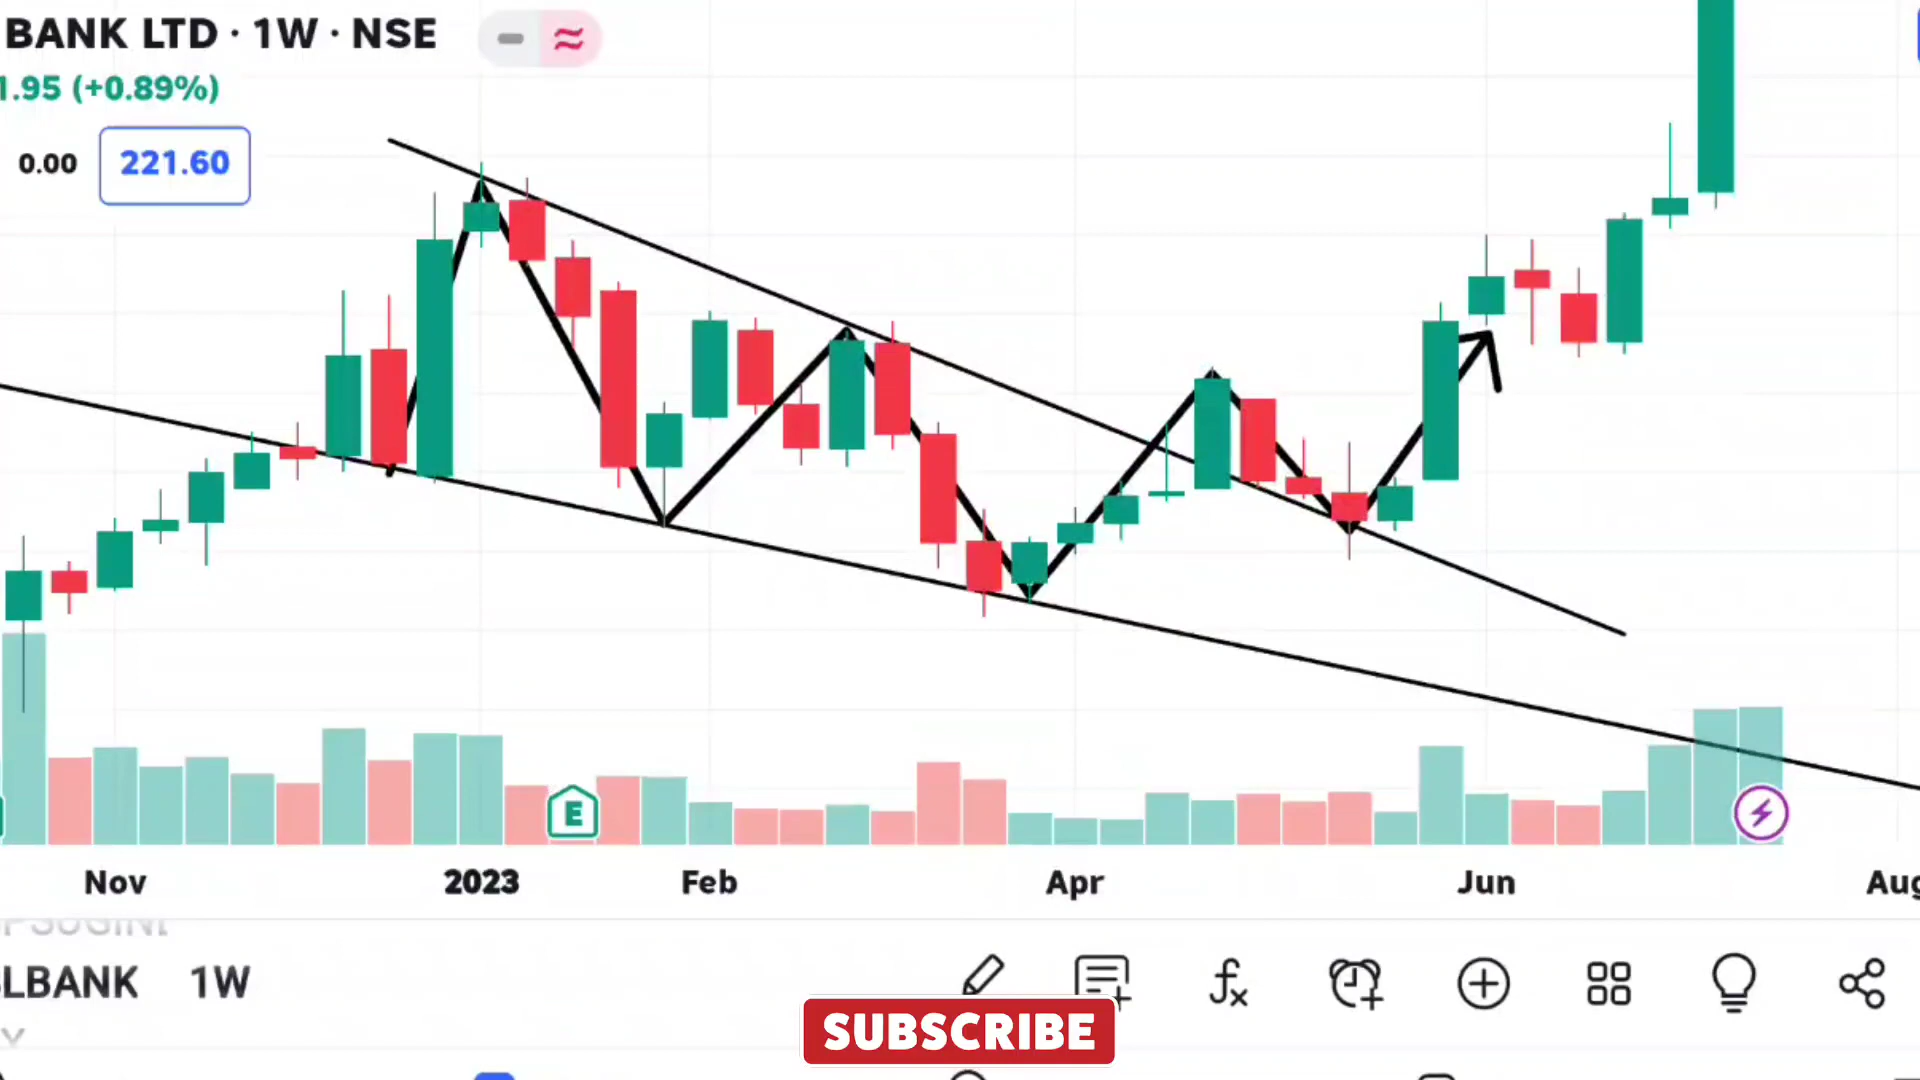 BANK LTD · 1W · NSE
1.95 (+0.89%)
0.00 221.60
E
Nov 2023 Feb Apr Jun Aug
LBANK 1W
SUBSCRIBE